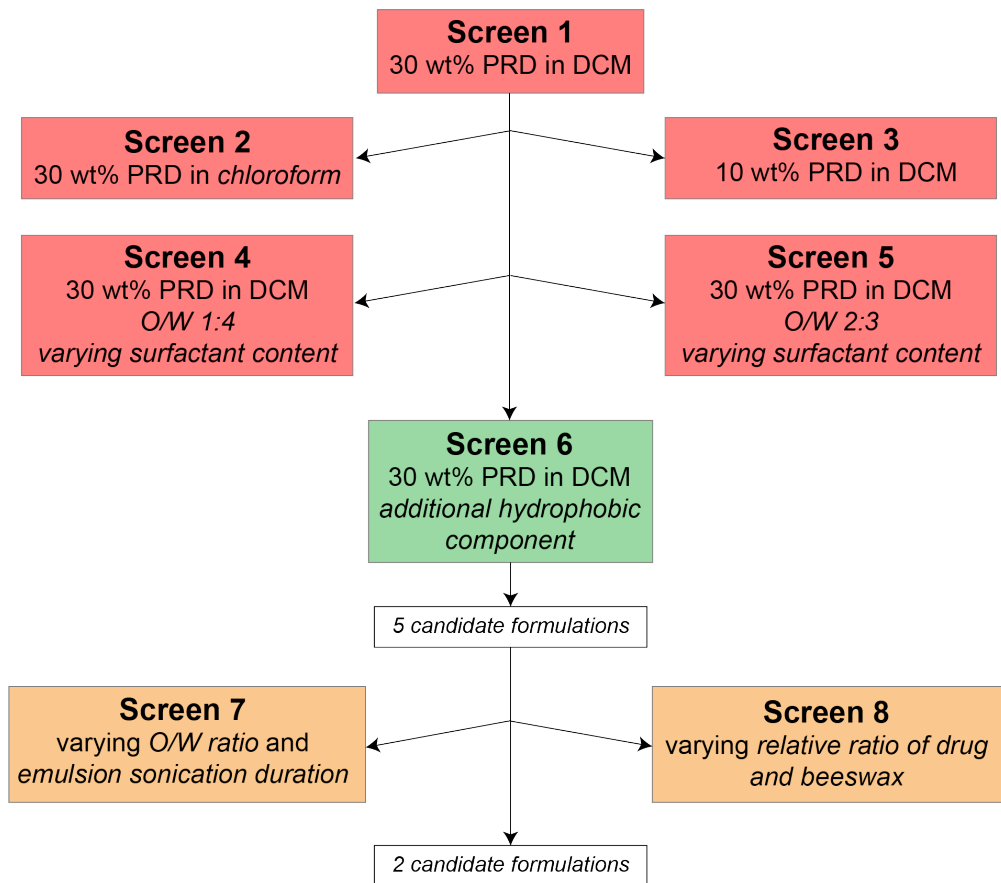 Screen 1
30 wt% PRD in DCM
Screen 2
30 wt% PRD in chloroform
Screen 3
10 wt% PRD in DCM
Screen 4
30 wt% PRD in DCM
O/W 1:4
varying surfactant content
Screen 5
30 wt% PRD in DCM
O/W 2:3
varying surfactant content
Screen 6
30 wt% PRD in DCM
additional hydrophobic
component
5 candidate formulations
Screen 7
varying O/W ratio and
emulsion sonication duration
Screen 8
varying relative ratio of drug
and beeswax
2 candidate formulations